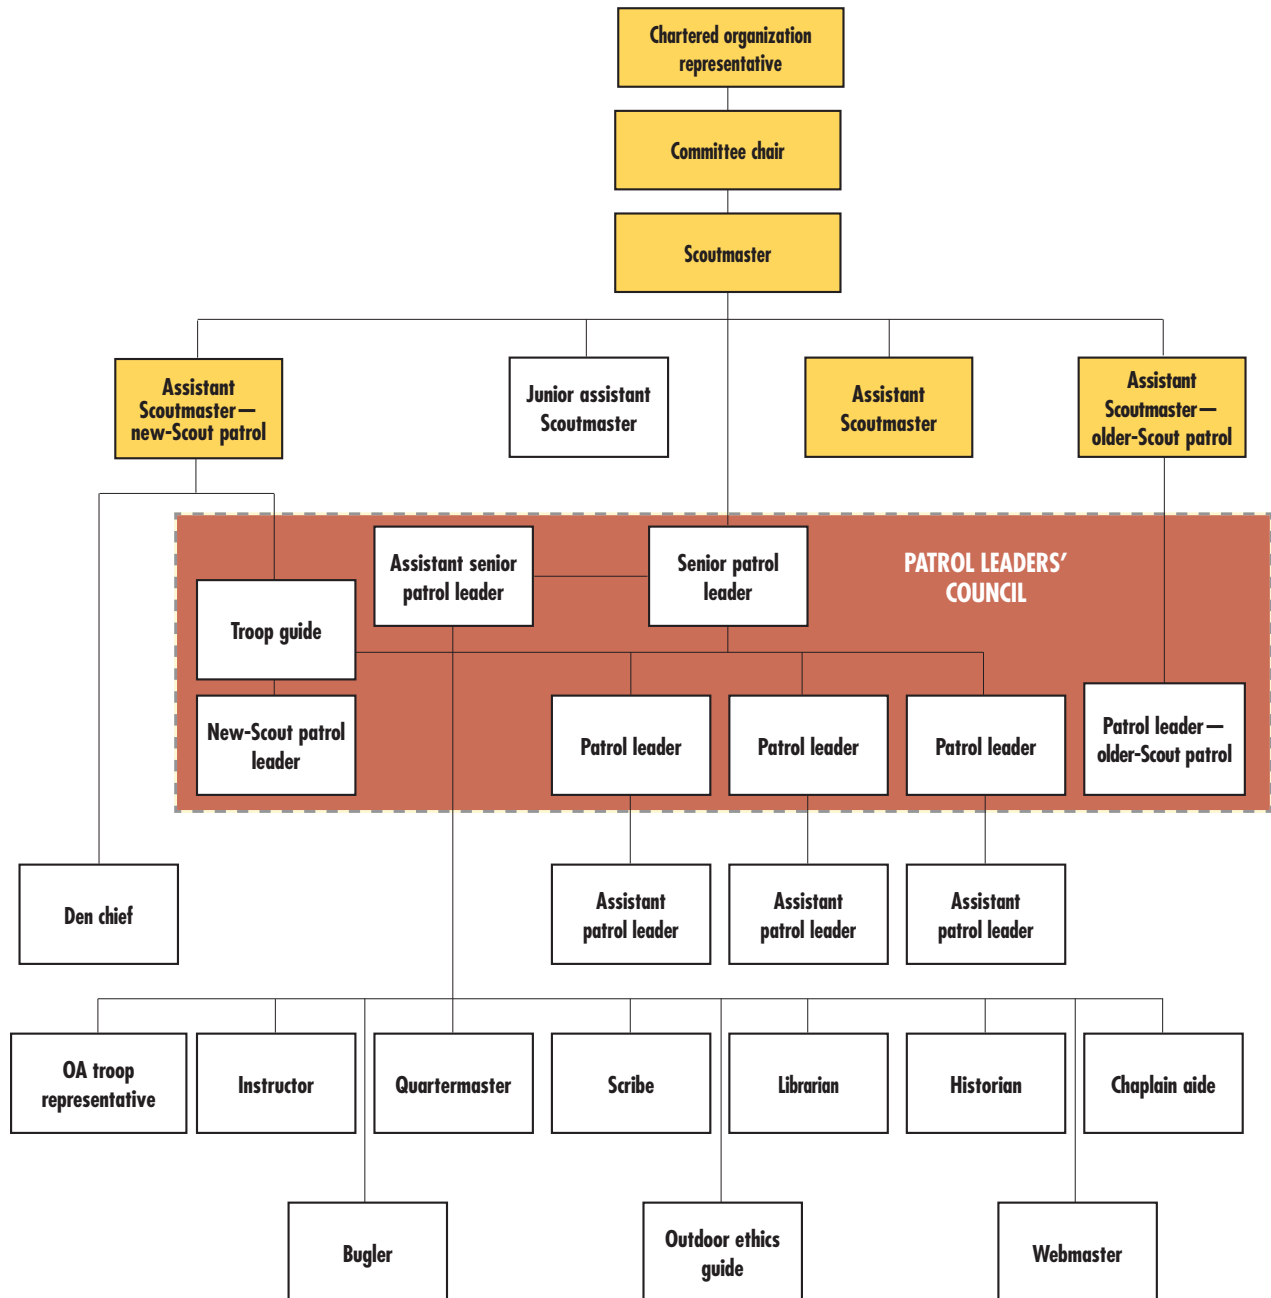 Chartered organization
representative
Committee chair
Scoutmaster
Assistant
Scoutmaster—
new-Scout patrol
Junior assistant
Scoutmaster
Assistant
Scoutmaster
Assistant
Scoutmaster—
older-Scout patrol
Assistant senior
patrol leader
Senior patrol
leader
PATROL LEADERS’
COUNCIL
Troop guide
New-Scout patrol
leader
Patrol leader
Patrol leader
Patrol leader
Patrol leader—
older-Scout patrol
Den chief
Assistant
patrol leader
Assistant
patrol leader
Assistant
patrol leader
OA troop
representative
Instructor
Quartermaster
Scribe
Librarian
Historian
Chaplain aide
Bugler
Outdoor ethics
guide
Webmaster